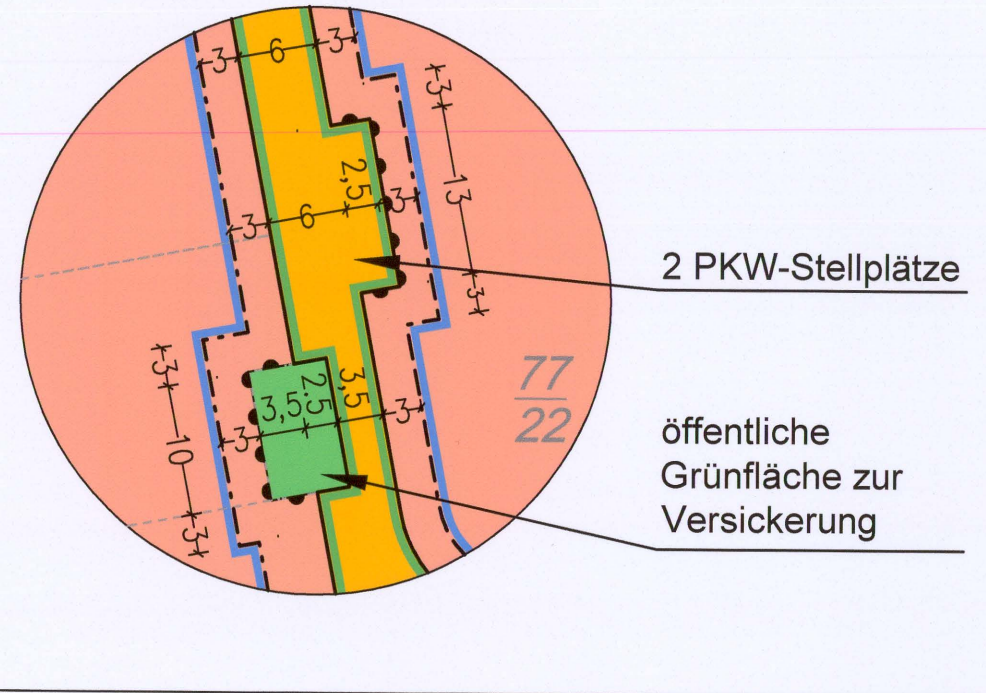 3 6 3
3
13
3
2,5
3 6 3
2 PKW-Stellplätze
77
22
3
10
3
3,5 2.5 3,5
3 3
öffentliche
Grünfläche zur
Versickerung